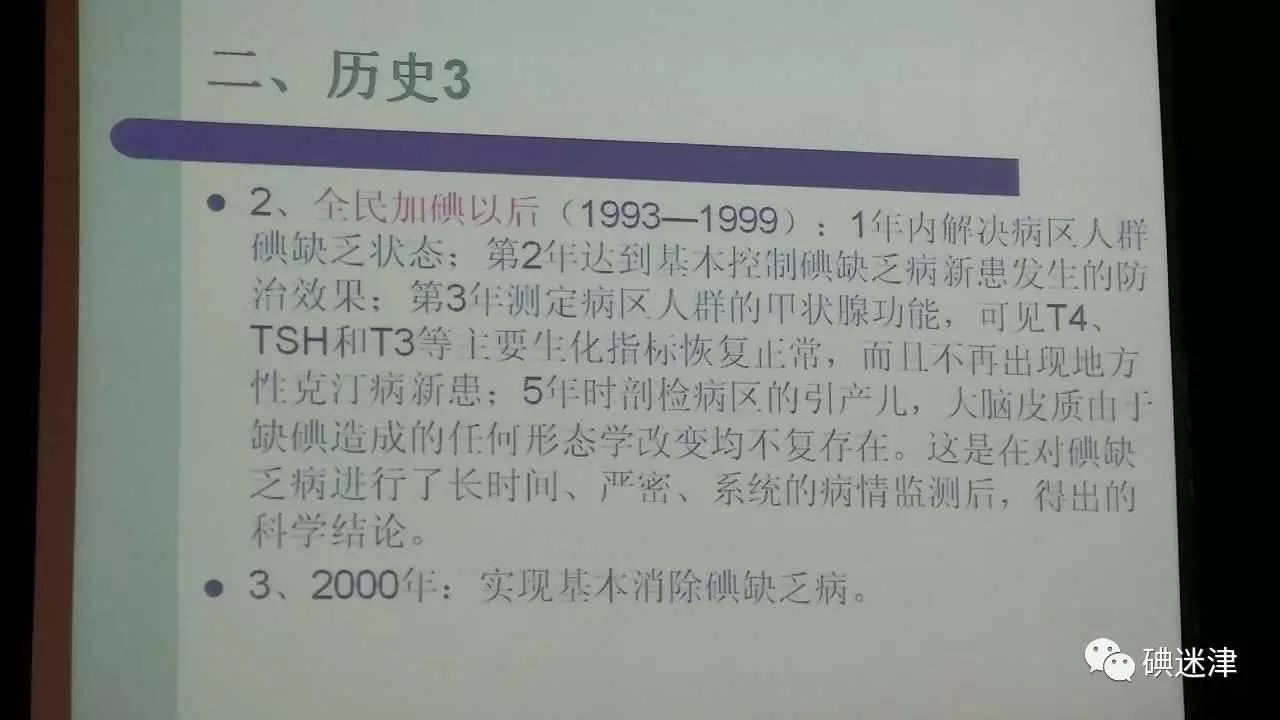 二、历史3
2、全民加碘以后（1993—1999）：1年内解决病区人群
碘缺乏状态；第2年达到基本控制碘缺乏病新患发生的防
治效果；第3年测定病区人群的甲状腺功能，可见T4、
TSH和T3等主要生化指标恢复正常，而且不再出现地方
性克汀病新患；5年时剖检病区的引产儿，大脑皮质由于
缺碘造成的任何形态学改变均不复存在。这是在对碘缺
乏病进行了长时间、严密、系统的病情监测后，得出的
科学结论。
3、2000年：实现基本消除碘缺乏病。
碘迷津